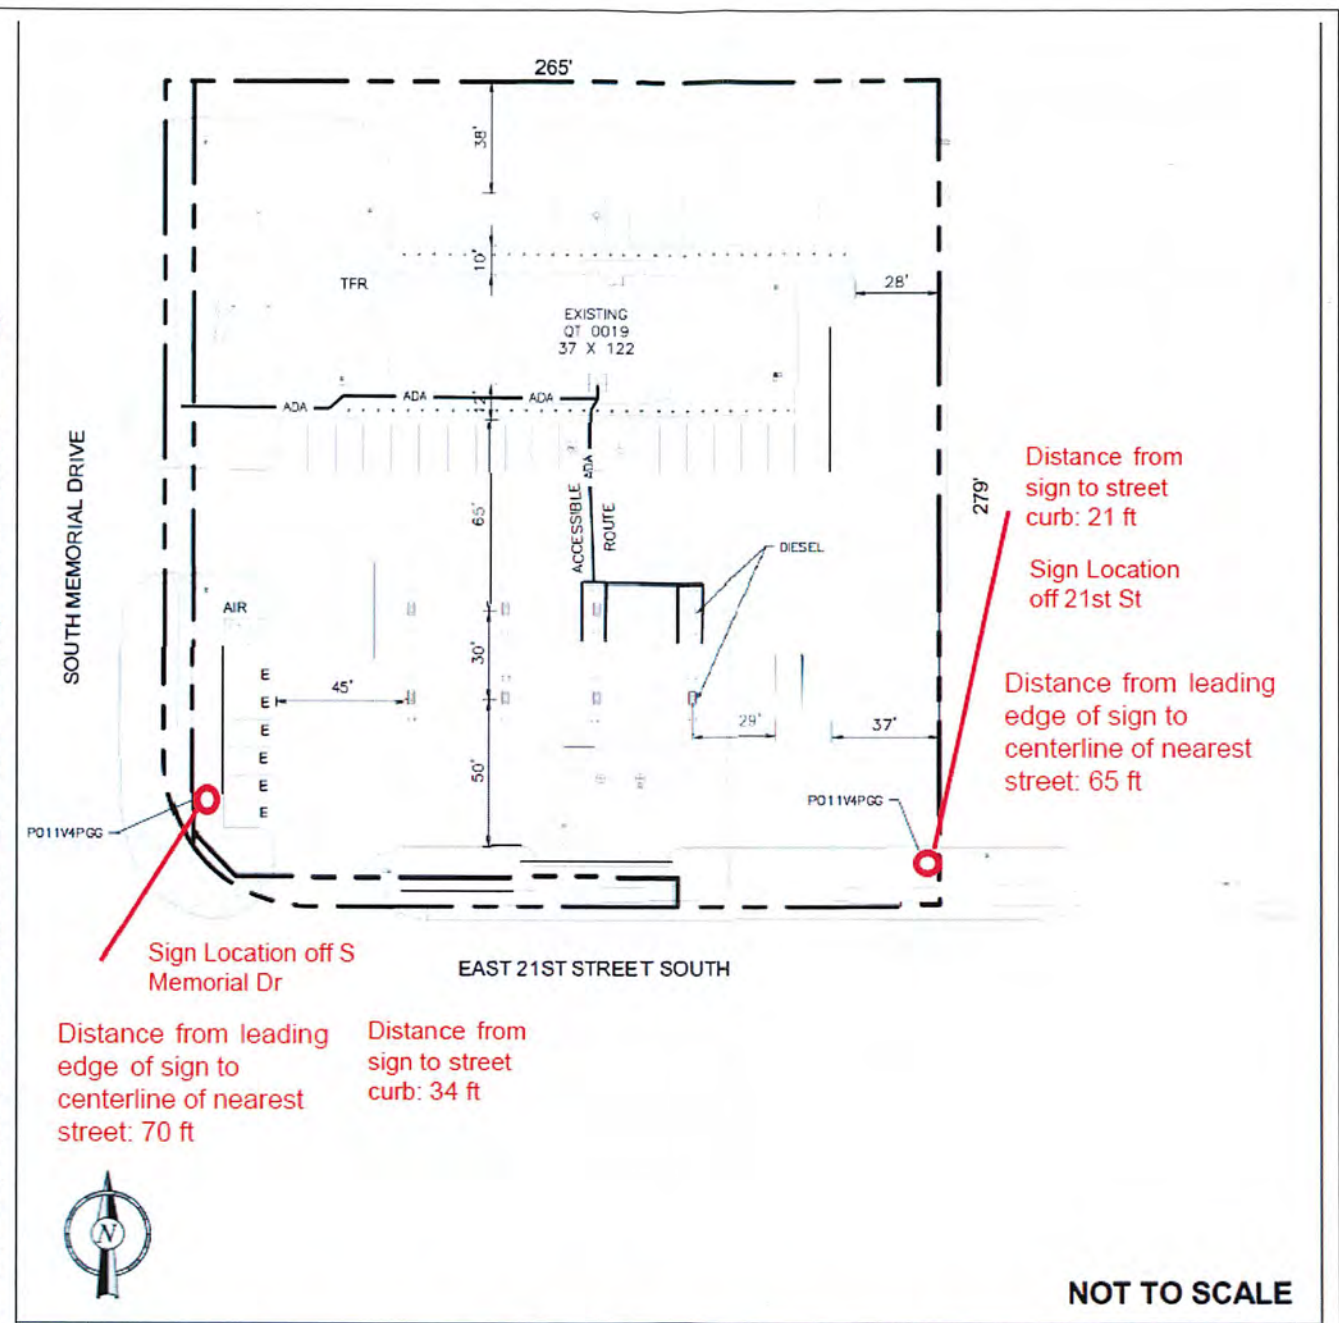 265'
38'
10'
TFR
28'
EXISTING
QT 0019
37 X 122
ADA
ADA
ADA
12'
SOUTH MEMORIAL DRIVE
65'
ADA
ACCESSIBLE
ROUTE
DIESEL
279'
Distance from
sign to street
curb: 21 ft
Sign Location
off 21st St
AIR
E
E
E
E
E
E
45'
30'
29'
37'
50'
Distance from leading
edge of sign to
centerline of nearest
street: 65 ft
PO11V4PGG
PO11V4PGG
Sign Location off S
Memorial Dr
EAST 21ST STREET SOUTH
Distance from leading
edge of sign to
centerline of nearest
street: 70 ft
Distance from
sign to street
curb: 34 ft
N
NOT TO SCALE